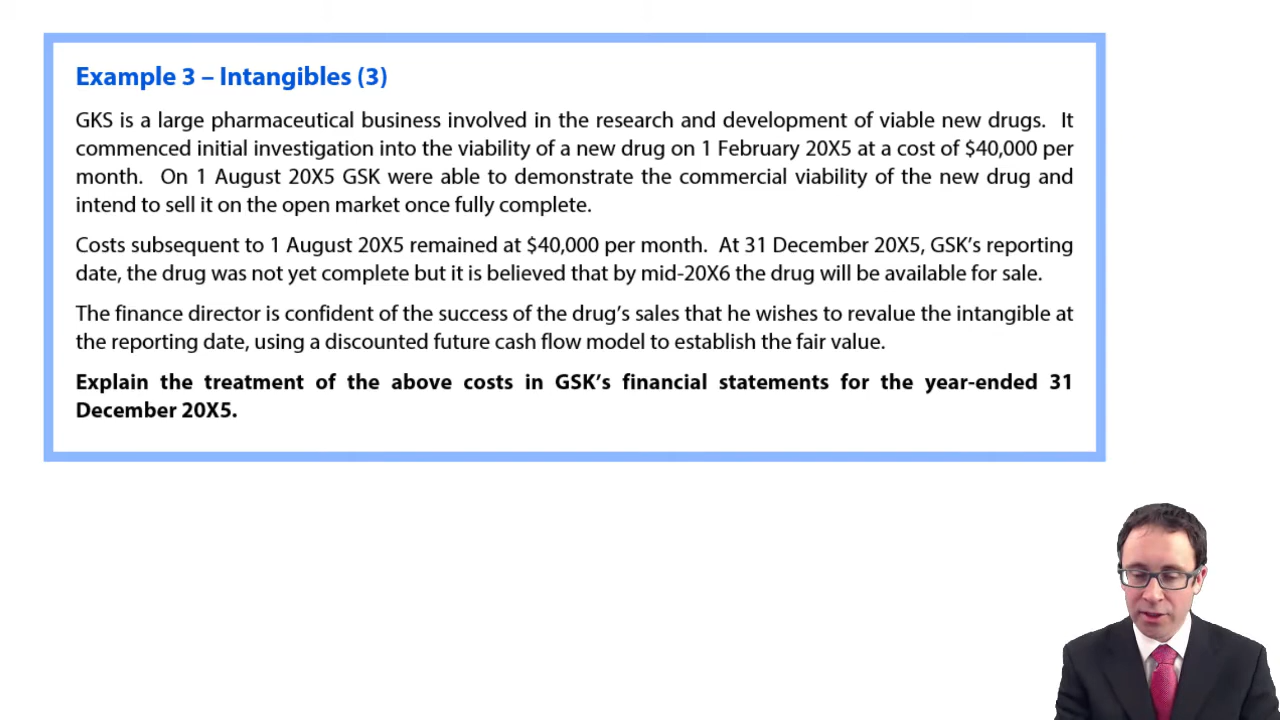 Example 3 – Intangibles (3)
GKS is a large pharmaceutical business involved in the research and development of viable new drugs. It
commenced initial investigation into the viability of a new drug on 1 February 20X5 at a cost of $40,000 per
month. On 1 August 20X5 GSK were able to demonstrate the commercial viability of the new drug and
intend to sell it on the open market once fully complete.
Costs subsequent to 1 August 20X5 remained at $40,000 per month. At 31 December 20X5, GSK's reporting
date, the drug was not yet complete but it is believed that by mid-20X6 the drug will be available for sale.
The finance director is confident of the success of the drug's sales that he wishes to revalue the intangible at
the reporting date, using a discounted future cash flow model to establish the fair value.
Explain the treatment of the above costs in GSK's financial statements for the year-ended 31
December 20X5.